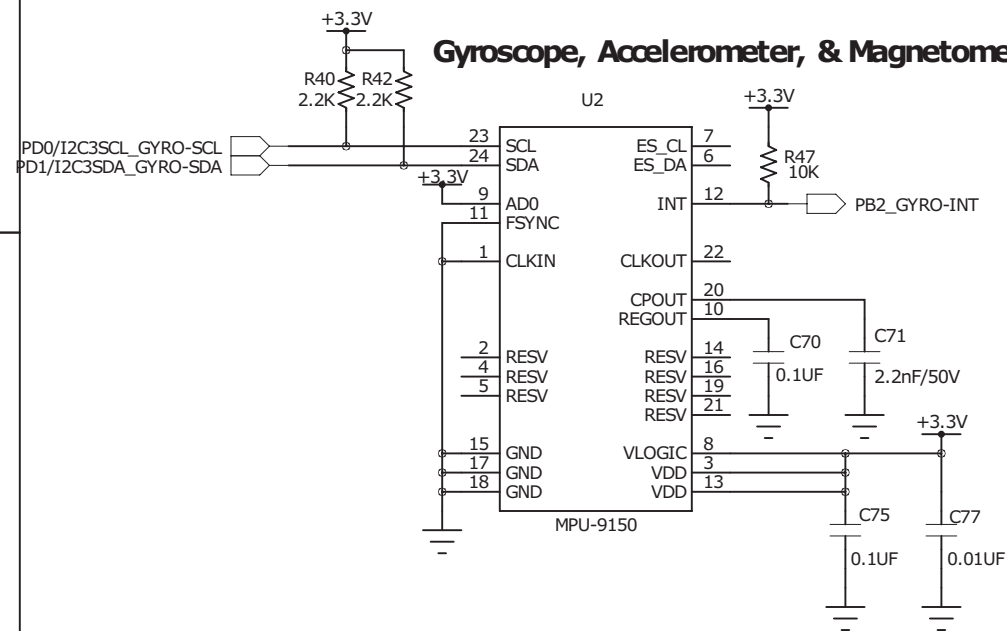 +3.3V
Gyroscope, Accelerometer, & Magnetome
R40 R42
2.2K 2.2K
U2
+3.3V
PD0/I2C3SCL_GYRO-SCL
PD1/I2C3SDA_GYRO-SDA
23 SCL
24 SDA
ES_CL 7
ES_DA 6
R47
10K
+3.3V
9 AD0
11 FSYNC
INT 12
PB2_GYRO-INT
1 CLKIN
CLKOUT 22
CPOUT 20
REGOUT 10
C70
0.1UF
C71
2.2nF/50V
2 RESV
4 RESV
5 RESV
RESV 14
RESV 16
RESV 19
RESV 21
+3.3V
15 GND
17 GND
18 GND
VLOGIC 8
VDD 3
VDD 13
MPU-9150
C75
0.1UF
C77
0.01UF